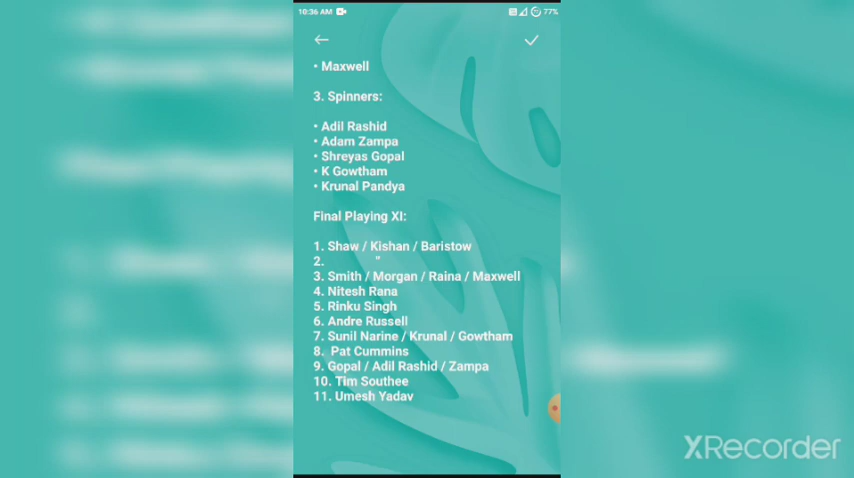 10:36 AM
77%
• Maxwell
3. Spinners:
• Adil Rashid
• Adam Zampa
• Shreyas Gopal
• K Gowtham
• Krunal Pandya
Final Playing XI:
1. Shaw / Kishan / Baristow
2. "
3. Smith / Morgan / Raina / Maxwell
4. Nitesh Rana
5. Rinku Singh
6. Andre Russell
7. Sunil Narine / Krunal / Gowtham
8. Pat Cummins
9. Gopal / Adil Rashid / Zampa
10. Tim Southee
11. Umesh Yadav
XRecorder